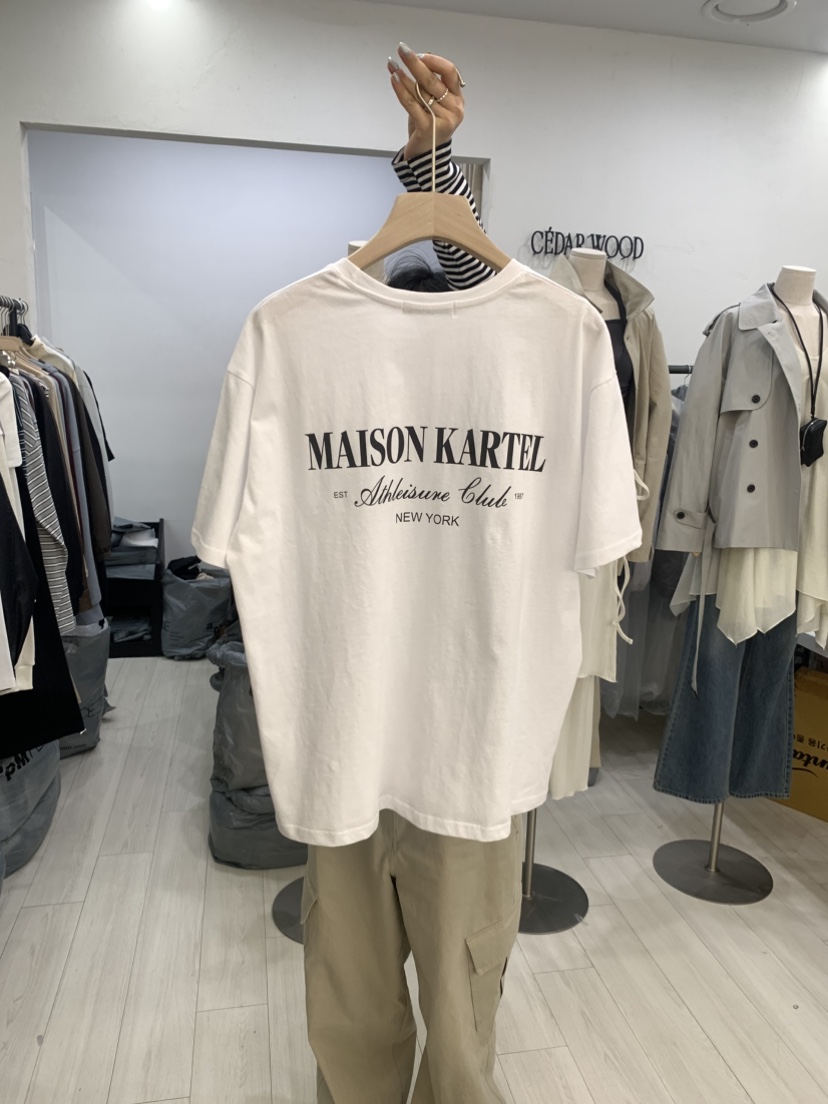 CÉDAR WOOD
MAISON KARTEL
EST Athleisure Club 1987
NEW YORK